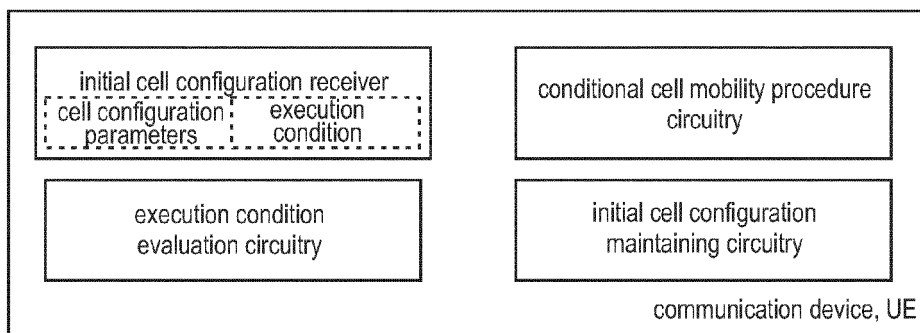 initial cell configuration receiver
cell configuration
parameters
execution
condition
conditional cell mobility procedure
circuitry
execution condition
evaluation circuitry
initial cell configuration
maintaining circuitry
communication device, UE